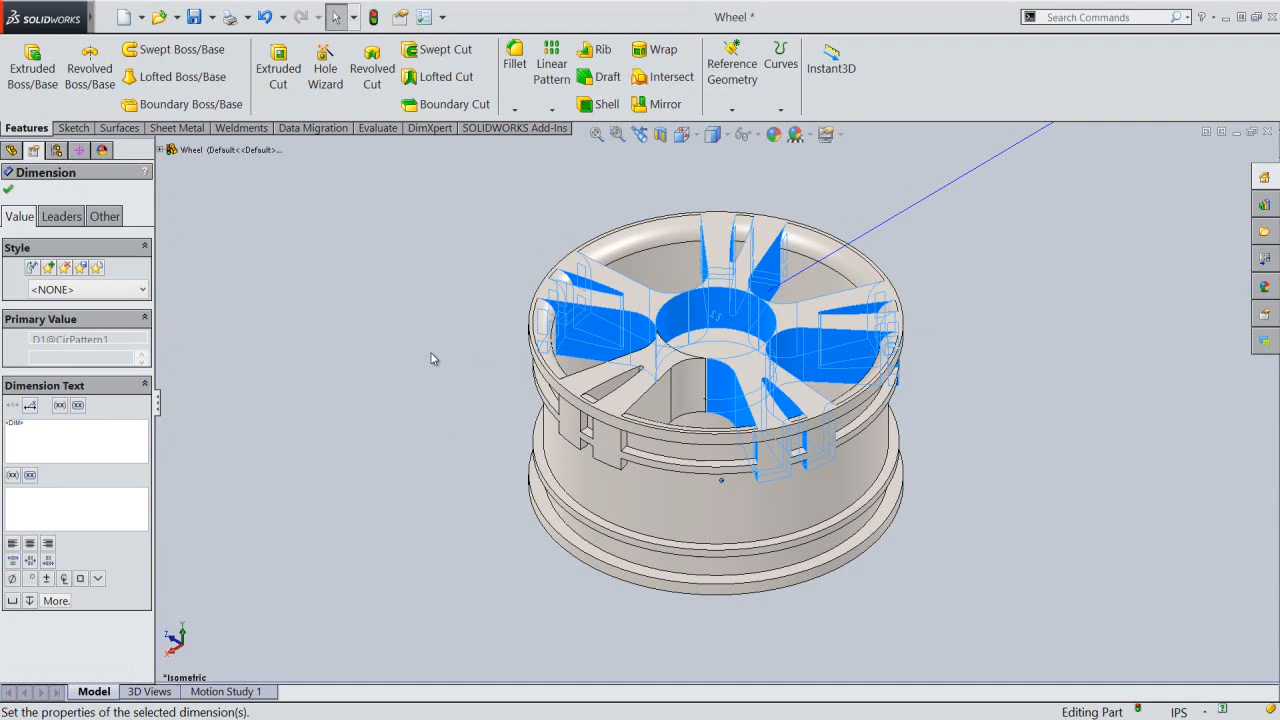 SOLIDWORKS
Wheel *
Search Commands
Extruded Boss/Base
Revolved Boss/Base
Swept Boss/Base
Lofted Boss/Base
Boundary Boss/Base
Extruded Cut
Hole Wizard
Revolved Cut
Swept Cut
Lofted Cut
Boundary Cut
Fillet
Linear Pattern
Rib
Draft
Shell
Wrap
Intersect
Mirror
Reference Geometry
Curves
Instant3D
Features
Sketch
Surfaces
Sheet Metal
Weldments
Data Migration
Evaluate
DimXpert
SOLIDWORKS Add-Ins
Wheel (Default<<Default>...
Dimension
?
Value
Leaders
Other
Style
<NONE>
Primary Value
D1@CirPattern1
Dimension Text
<DIM>
More.
Y
Z
X
*Isometric
Model
3D Views
Motion Study 1
Set the properties of the selected dimension(s).
Editing Part
IPS